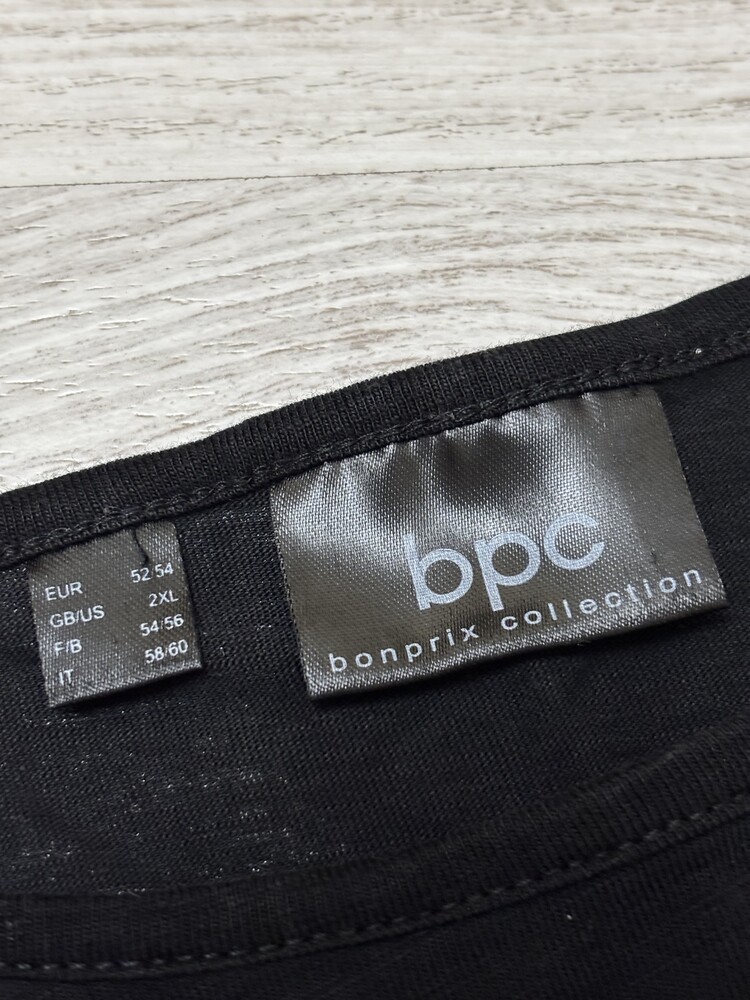 EUR 52/54
GB/US 2XL
F/B 54/56
IT 58/60
bpc
bonprix collection